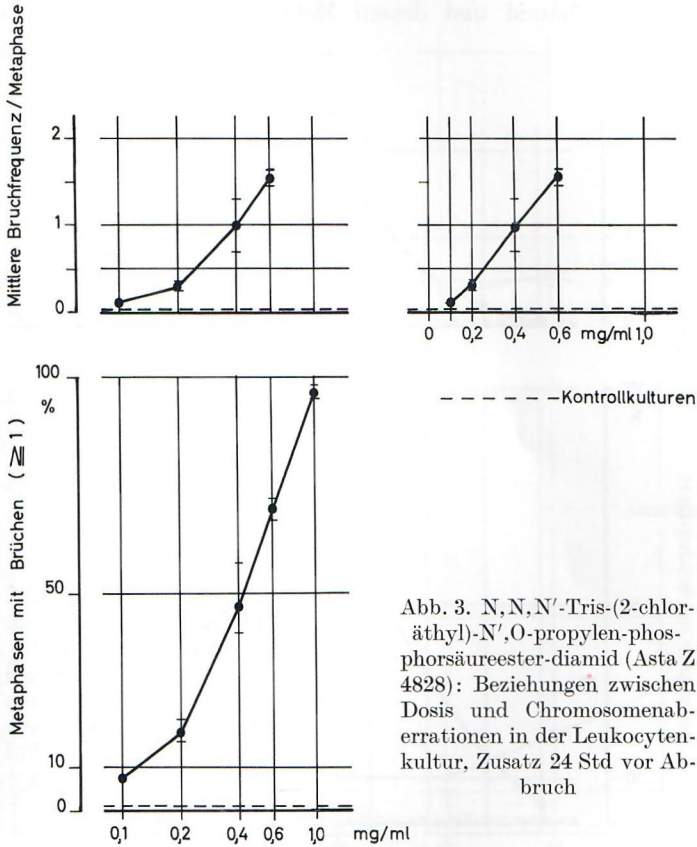 Mittlere Bruchfrequenz / Metaphase
2
1
0
0 0,2 0,4 0,6 mg/ml 1,0
– – – – – – –Kontrollkulturen
Metaphasen mit Brüchen (≧1)
100
%
50
10
0
0,1 0,2 0,4 0,6 1,0 mg/ml
Abb. 3. N,N,N′-Tris-(2-chlor-
äthyl)-N′,O-propylen-phos-
phorsäureester-diamid (Asta Z
4828): Beziehungen zwischen
Dosis und Chromosomenab-
errationen in der Leukocyten-
kultur, Zusatz 24 Std vor Ab-
bruch